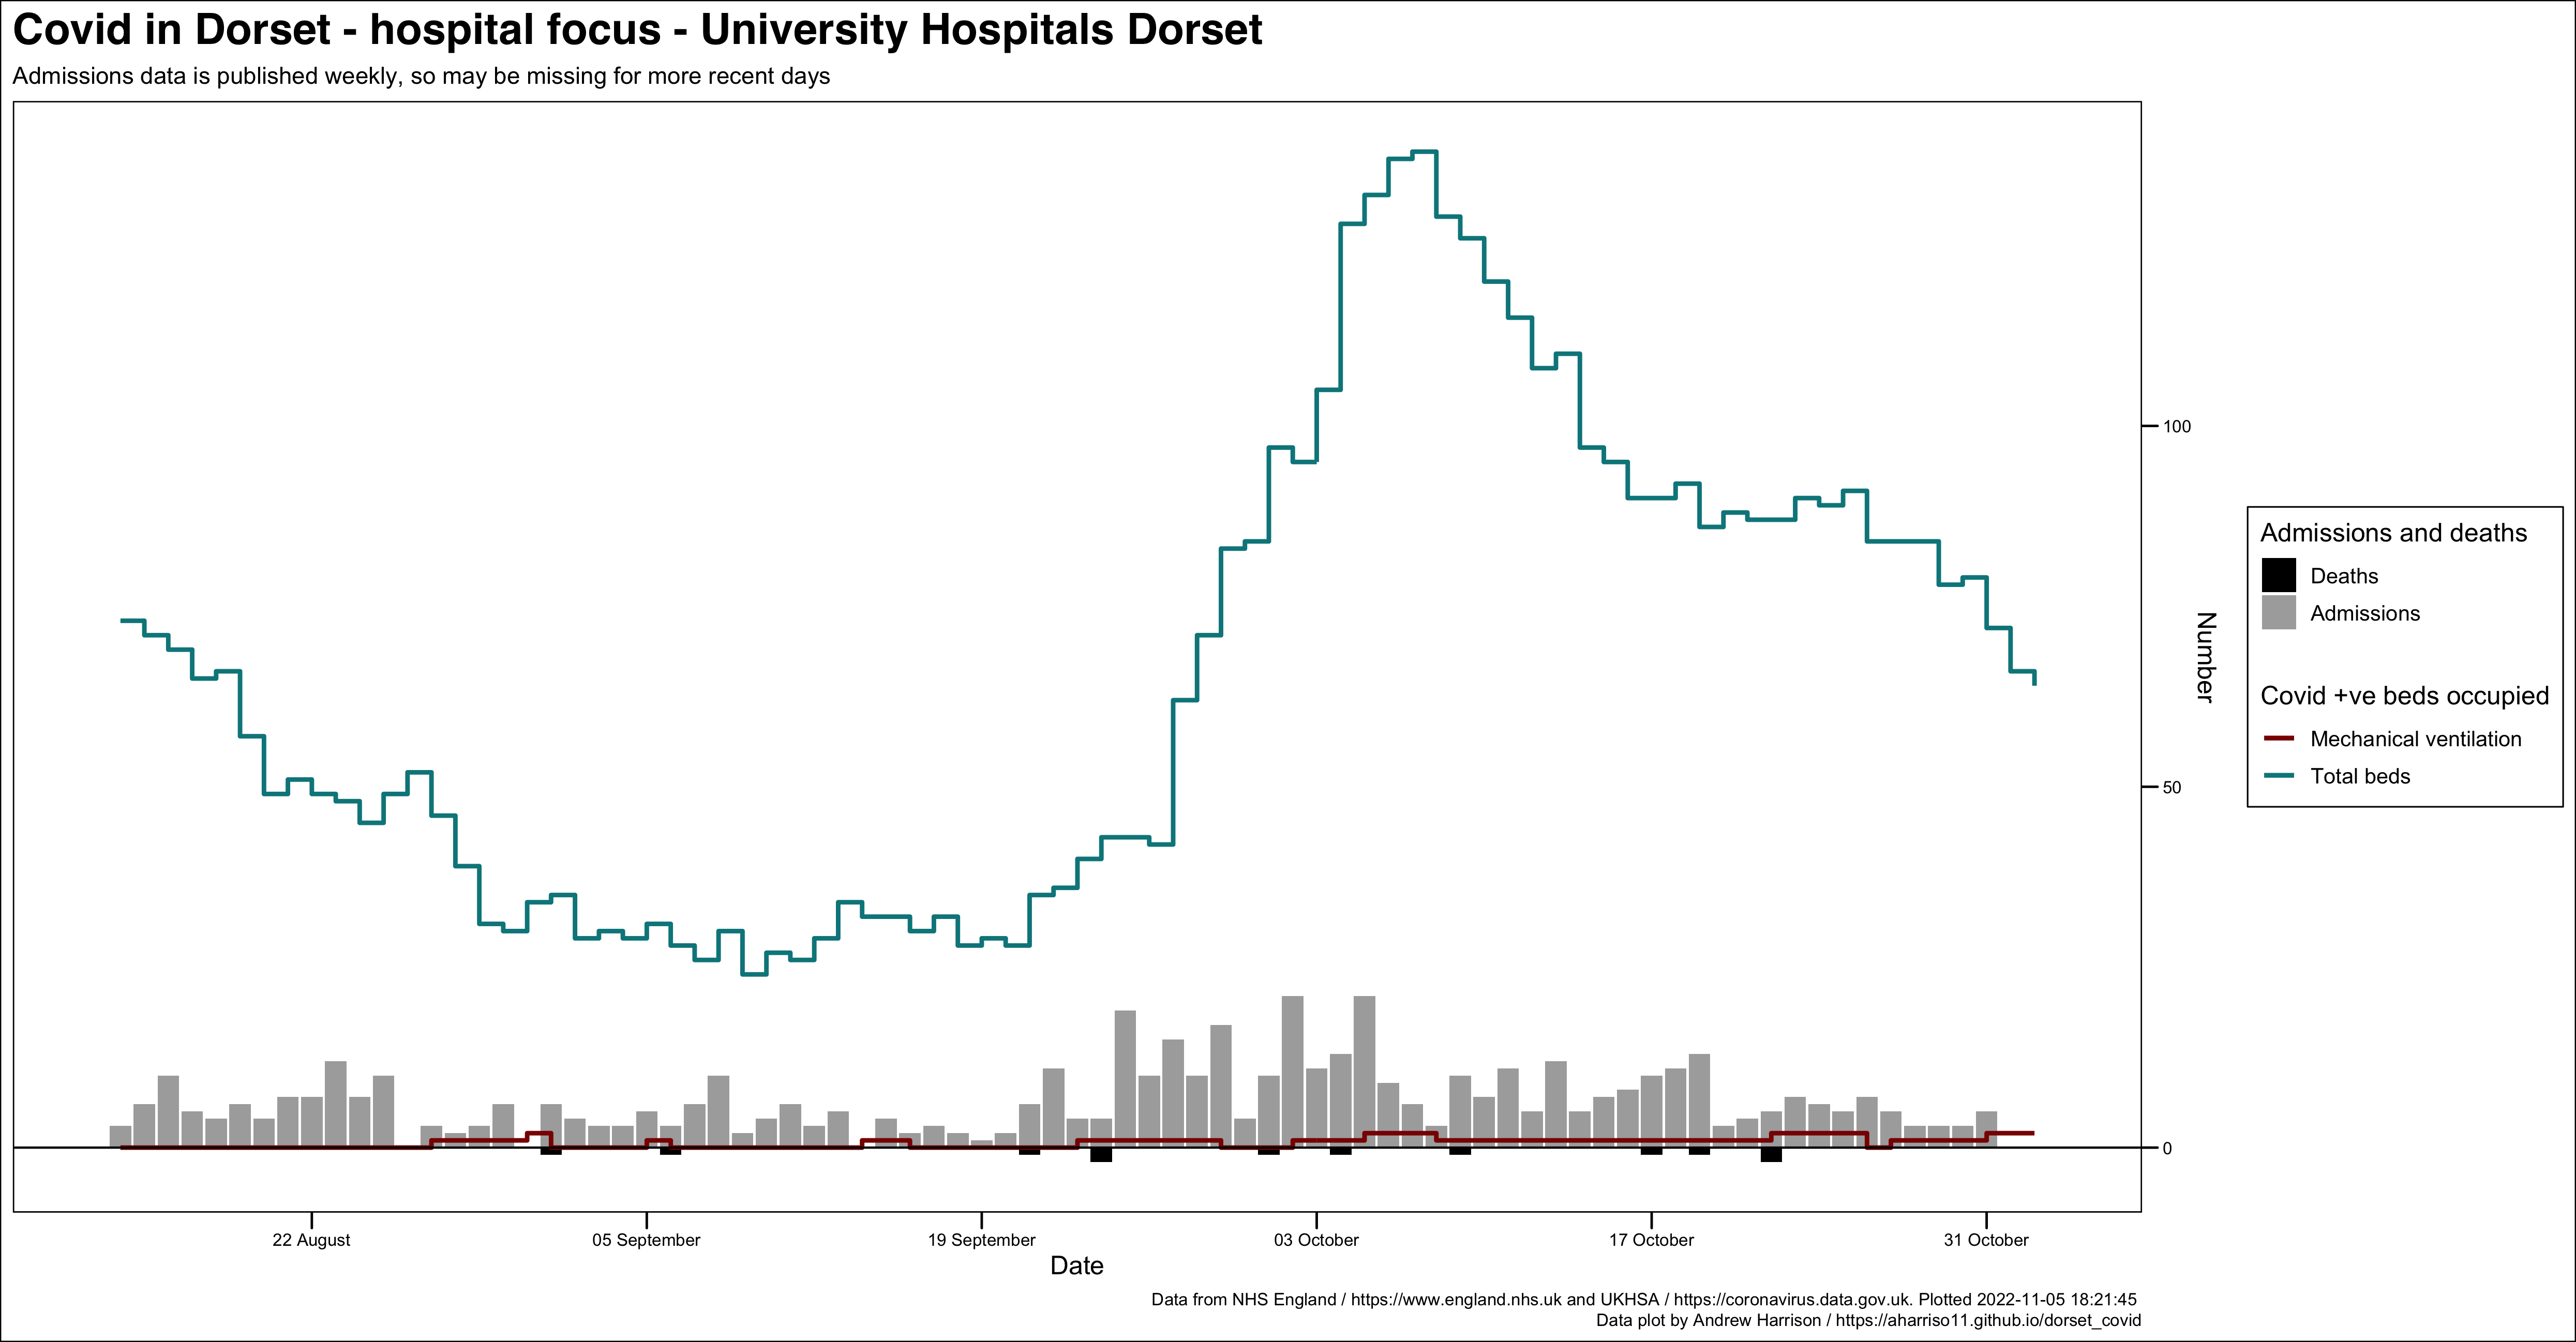 Covid in Dorset - hospital focus - University Hospitals Dorset
Admissions data is published weekly, so may be missing for more recent days
100
50
0
Number
Admissions and deaths
Deaths
Admissions
Covid +ve beds occupied
Mechanical ventilation
Total beds
22 August
05 September
19 September
03 October
17 October
31 October
Date
Data from NHS England / https://www.england.nhs.uk and UKHSA / https://coronavirus.data.gov.uk. Plotted 2022-11-05 18:21:45
Data plot by Andrew Harrison / https://aharriso11.github.io/dorset_covid